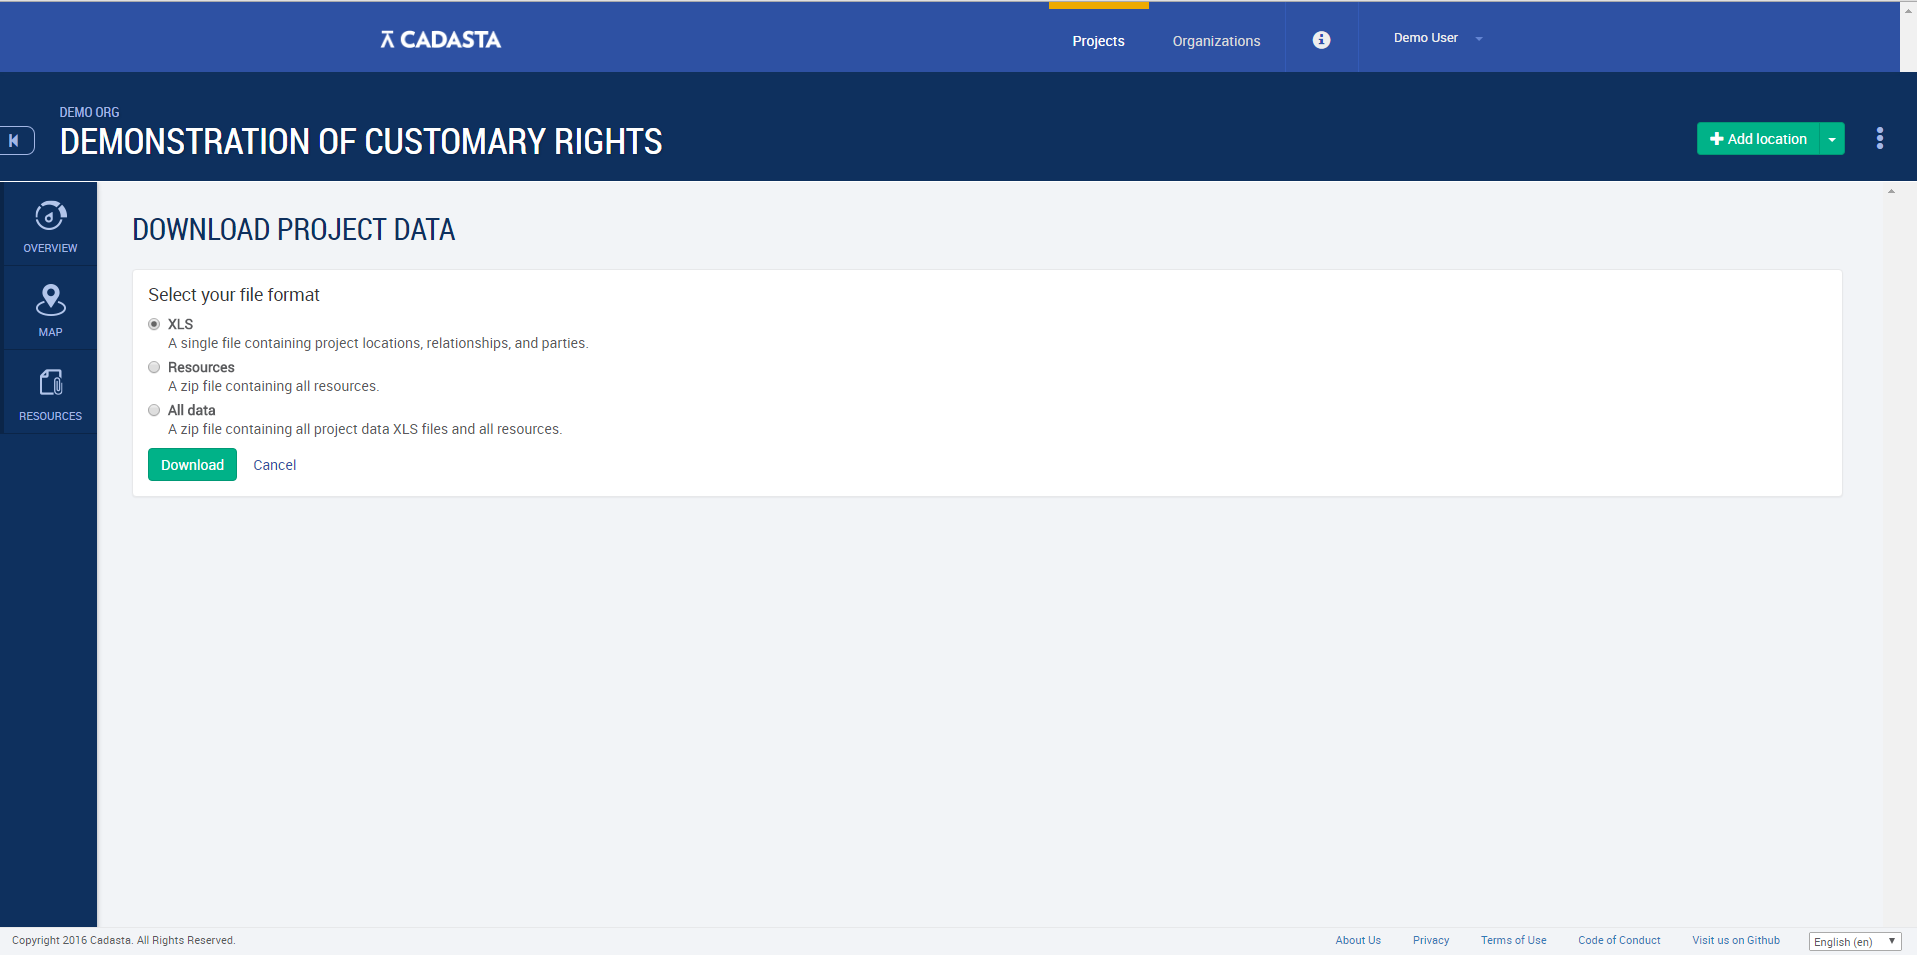 CADASTA
Projects
Organizations
Demo User
DEMO ORG
DEMONSTRATION OF CUSTOMARY RIGHTS
Add location
OVERVIEW
MAP
RESOURCES
DOWNLOAD PROJECT DATA
Select your file format
XLS
A single file containing project locations, relationships, and parties.
Resources
A zip file containing all resources.
All data
A zip file containing all project data XLS files and all resources.
Download
Cancel
Copyright 2016 Cadasta. All Rights Reserved.
About Us
Privacy
Terms of Use
Code of Conduct
Visit us on Github
English (en)